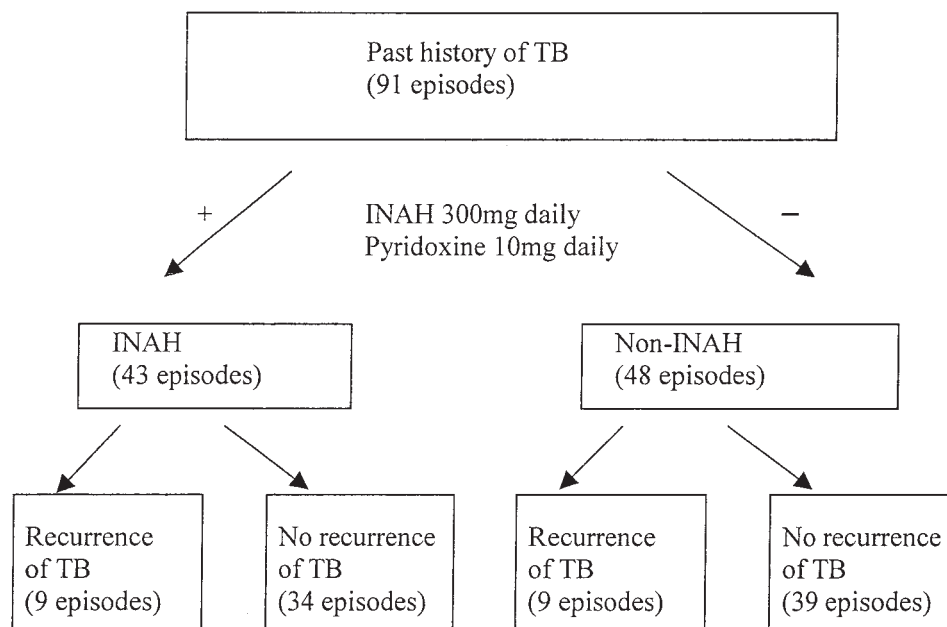 Past history of TB
(91 episodes)
+
INAH 300mg daily
Pyridoxine 10mg daily
–
INAH
(43 episodes)
Non-INAH
(48 episodes)
Recurrence
of TB
(9 episodes)
No recurrence
of TB
(34 episodes)
Recurrence
of TB
(9 episodes)
No recurrence
of TB
(39 episodes)